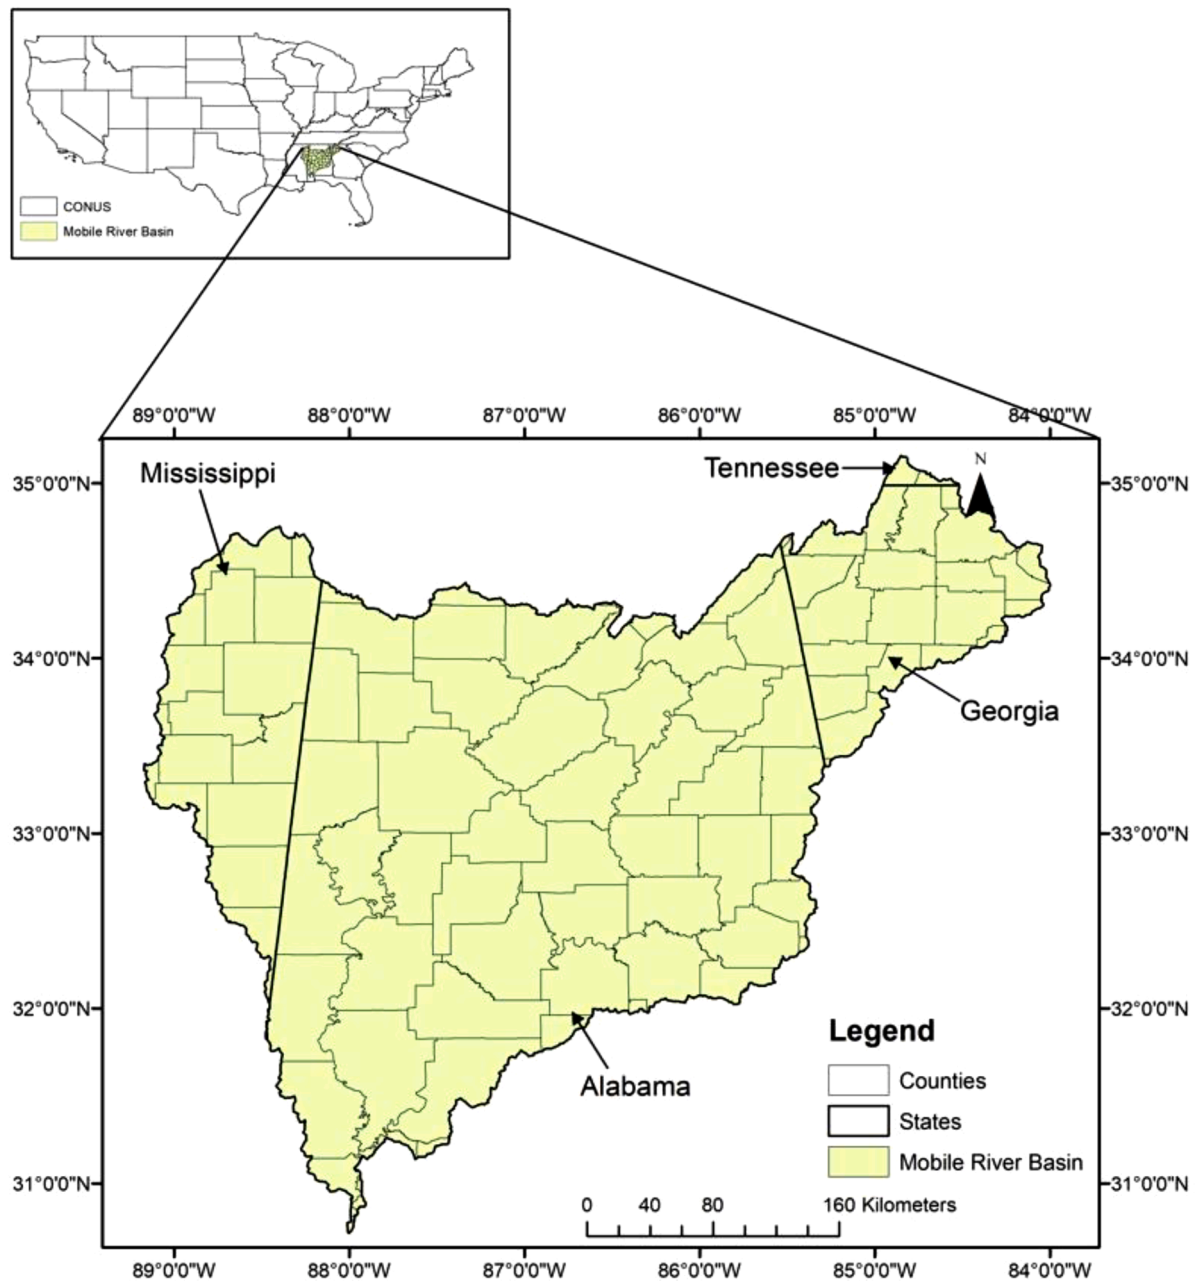 CONUS
Mobile River Basin
89°0'0"W 88°0'0"W 87°0'0"W 86°0'0"W 85°0'0"W 84°0'0"W
Mississippi
Tennessee
N
35°0'0"N 35°0'0"N
34°0'0"N 34°0'0"N
Georgia
33°0'0"N 33°0'0"N
32°0'0"N 32°0'0"N
Alabama
Legend
Counties
States
Mobile River Basin
31°0'0"N 31°0'0"N
0 40 80 160 Kilometers
89°0'0"W 88°0'0"W 87°0'0"W 86°0'0"W 85°0'0"W 84°0'0"W